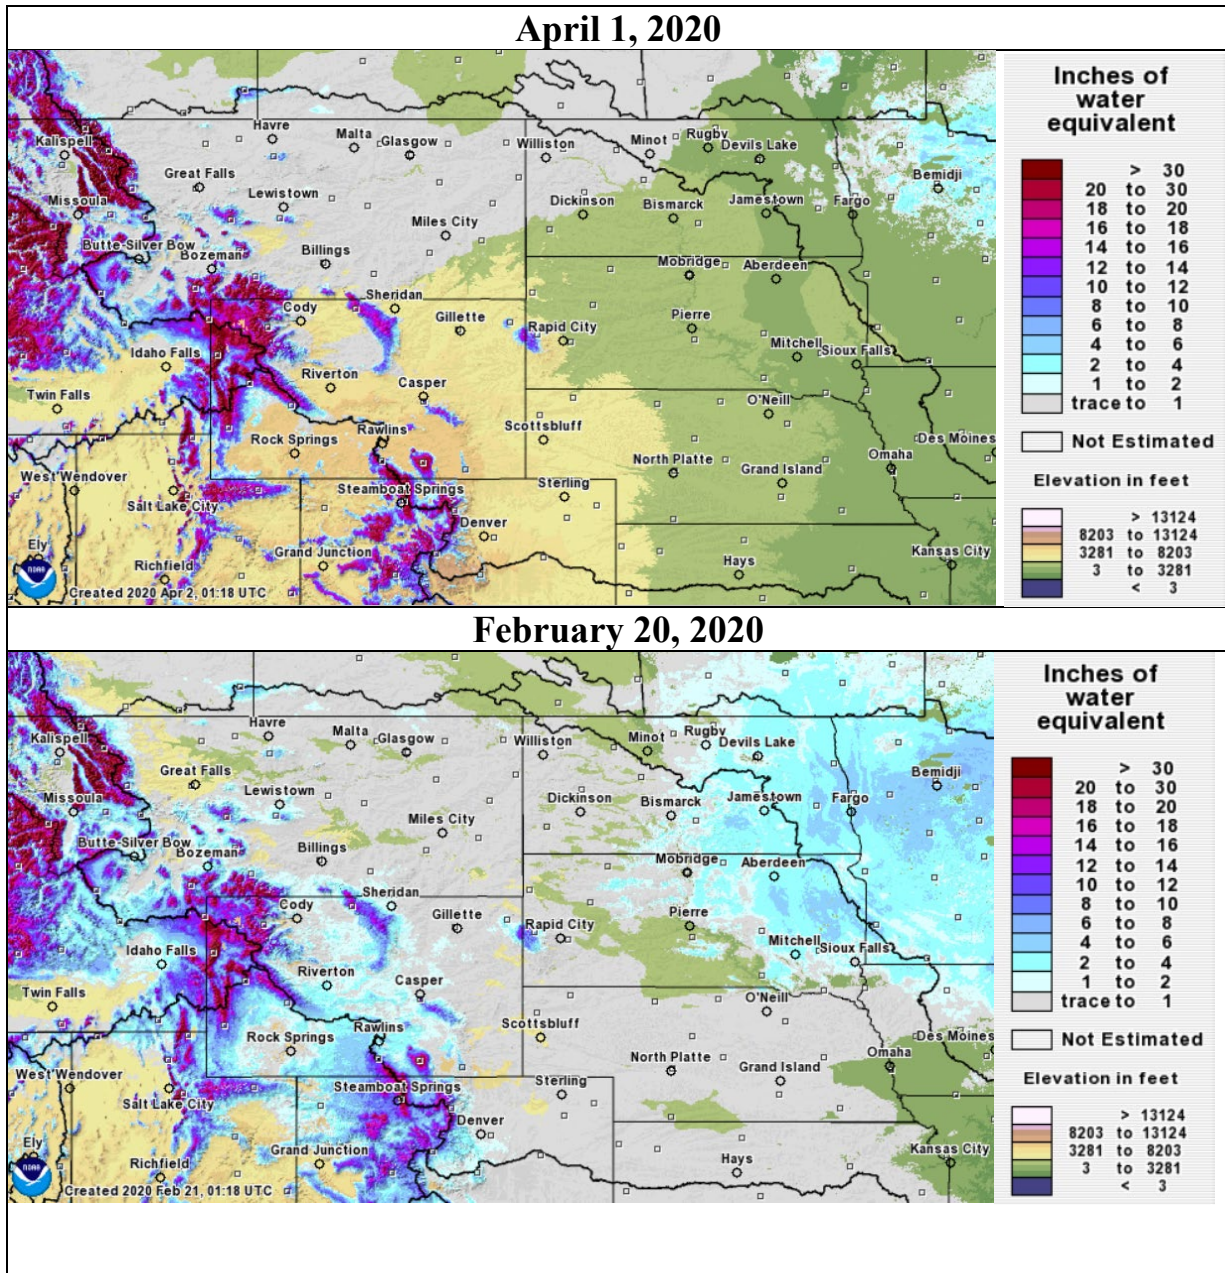 April 1, 2020
Havre
Malta
Glasgow
Kalispell
Williston
Minot
Rugby
Devils Lake
Bemidji
Great Falls
Lewistown
Missoula
Dickinson
Bismarck
Jamestown
Fargo
Miles City
Butte-Silver Bow
Bozeman
Billings
Mobridge
Aberdeen
Sheridan
Cody
Gillette
Rapid City
Pierre
Idaho Falls
Mitchell
Sioux Falls
Riverton
Casper
Twin Falls
O'Neill
Scottsbluff
Rock Springs
Rawlins
Des Moines
North Platte
Grand Island
Omaha
West Wendover
Steamboat Springs
Sterling
Salt Lake City
Denver
Ely
Grand Junction
Hays
Kansas City
Richfield
NOAA
Created 2020 Apr 2, 01:18 UTC
Inches of
water
equivalent
> 30
20 to 30
18 to 20
16 to 18
14 to 16
12 to 14
10 to 12
8 to 10
6 to 8
4 to 6
2 to 4
1 to 2
trace to 1
Not Estimated
Elevation in feet
> 13124
8203 to 13124
3281 to 8203
3 to 3281
< 3
February 20, 2020
Havre
Malta
Glasgow
Kalispell
Williston
Minot
Rugby
Devils Lake
Bemidji
Great Falls
Lewistown
Missoula
Dickinson
Bismarck
Jamestown
Fargo
Miles City
Butte-Silver Bow
Bozeman
Billings
Mobridge
Aberdeen
Sheridan
Cody
Gillette
Rapid City
Pierre
Idaho Falls
Mitchell
Sioux Falls
Riverton
Casper
Twin Falls
O'Neill
Scottsbluff
Rock Springs
Rawlins
Des Moines
North Platte
Grand Island
Omaha
West Wendover
Steamboat Springs
Sterling
Salt Lake City
Denver
Ely
Grand Junction
Hays
Kansas City
Richfield
NOAA
Created 2020 Feb 21, 01:18 UTC
Inches of
water
equivalent
> 30
20 to 30
18 to 20
16 to 18
14 to 16
12 to 14
10 to 12
8 to 10
6 to 8
4 to 6
2 to 4
1 to 2
trace to 1
Not Estimated
Elevation in feet
> 13124
8203 to 13124
3281 to 8203
3 to 3281
< 3